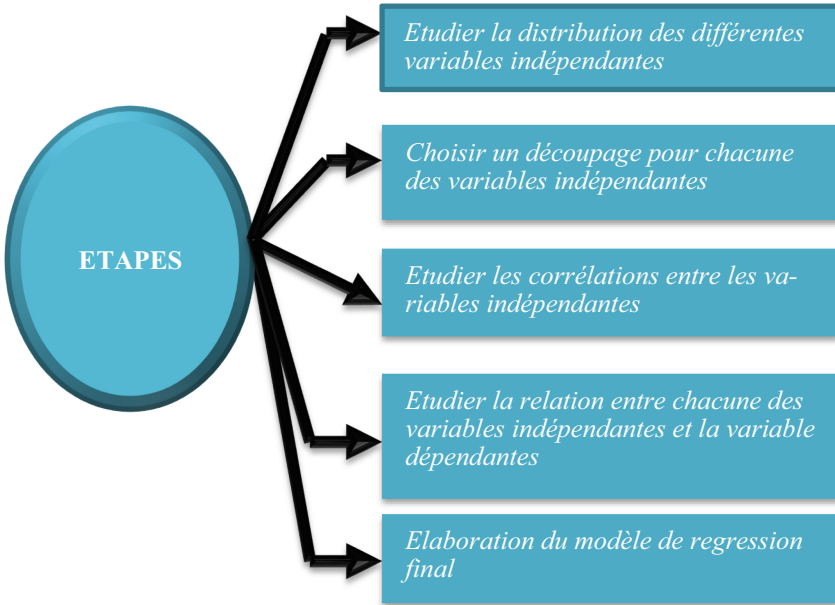 Etudier la distribution des différentes
variables indépendantes
Choisir un découpage pour chacune
des variables indépendantes
ETAPES
Etudier les corrélations entre les va-
riables indépendantes
Etudier la relation entre chacune des
variables indépendantes et la variable
dépendantes
Elaboration du modèle de regression
final